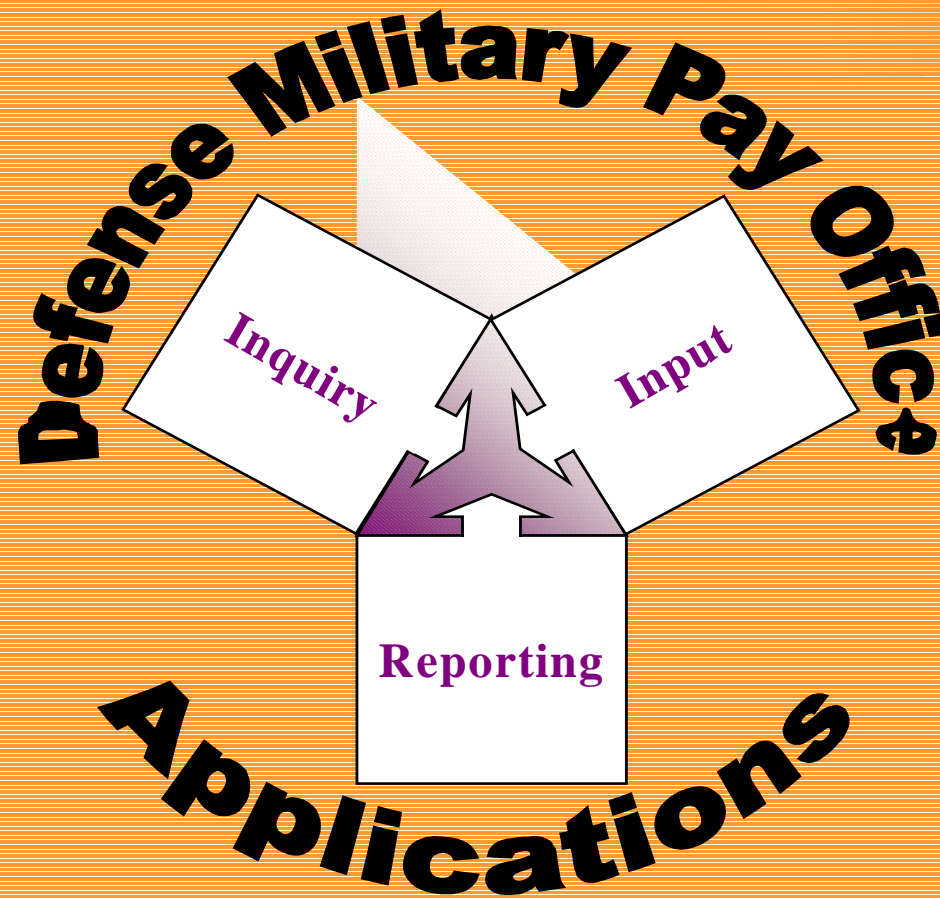 Defense Military Pay Office
Inquiry
Input
Reporting
Applications